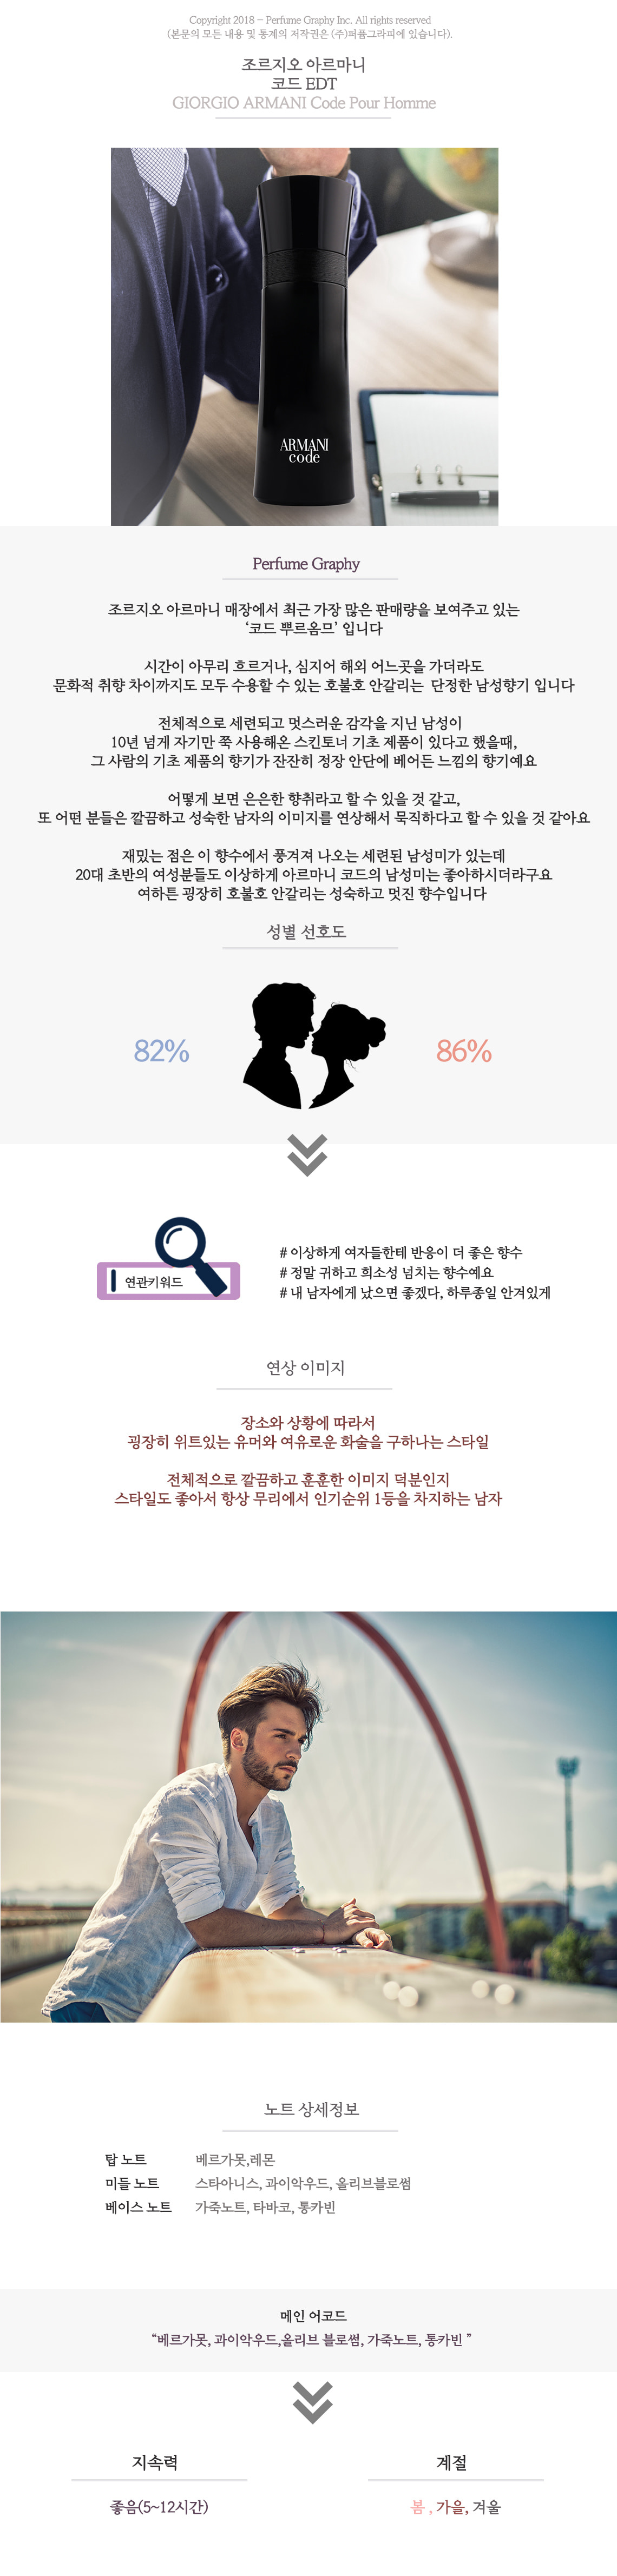 Copyright 2018 - Perfume Graphy Inc. All rights reserved
(본문의 모든 내용 및 통계의 저작권은 (주)퍼퓸그라피에 있습니다).
조르지오 아르마니
코드 EDT
GIORGIO ARMANI Code Pour Homme
ARMANI
code
Perfume Graphy
조르지오 아르마니 매장에서 최근 가장 많은 판매량을 보여주고 있는
‘코드 뿌르옴므’ 입니다
시간이 아무리 흐르거나, 심지어 해외 어느곳을 가더라도
문화적 취향 차이까지도 모두 수용할 수 있는 호불호 안갈리는 단정한 남성향기 입니다
전체적으로 세련되고 멋스러운 감각을 지닌 남성이
10년 넘게 자기만 쭉 사용해온 스킨토너 기초 제품이 있다고 했을때,
그 사람의 기초 제품의 향기가 잔잔히 정장 안단에 베어든 느낌의 향기예요
어떻게 보면 은은한 향취라고 할 수 있을 것 같고,
또 어떤 분들은 깔끔하고 성숙한 남자의 이미지를 연상해서 묵직하다고 할 수 있을 것 같아요
재밌는 점은 이 향수에서 풍겨져 나오는 세련된 남성미가 있는데
20대 초반의 여성분들도 이상하게 아르마니 코드의 남성미는 좋아하시더라구요
여하튼 굉장히 호불호 안갈리는 성숙하고 멋진 향수입니다
성별 선호도
82%
86%
연관키워드
# 이상하게 여자들한테 반응이 더 좋은 향수
# 정말 귀하고 희소성 넘치는 향수예요
# 내 남자에게 났으면 좋겠다, 하루종일 안겨있게
연상 이미지
장소와 상황에 따라서
굉장히 위트있는 유머와 여유로운 화술을 구하나는 스타일
전체적으로 깔끔하고 훈훈한 이미지 덕분인지
스타일도 좋아서 항상 무리에서 인기순위 1등을 차지하는 남자
노트 상세정보
탑 노트 베르가못,레몬
미들 노트 스타아니스, 과이악우드, 올리브블로썸
베이스 노트 가죽노트, 타바코, 통카빈
메인 어코드
“베르가못, 과이악우드,올리브 블로썸, 가죽노트, 통카빈 ”
지속력
좋음(5~12시간)
계절
봄 , 가을, 겨울